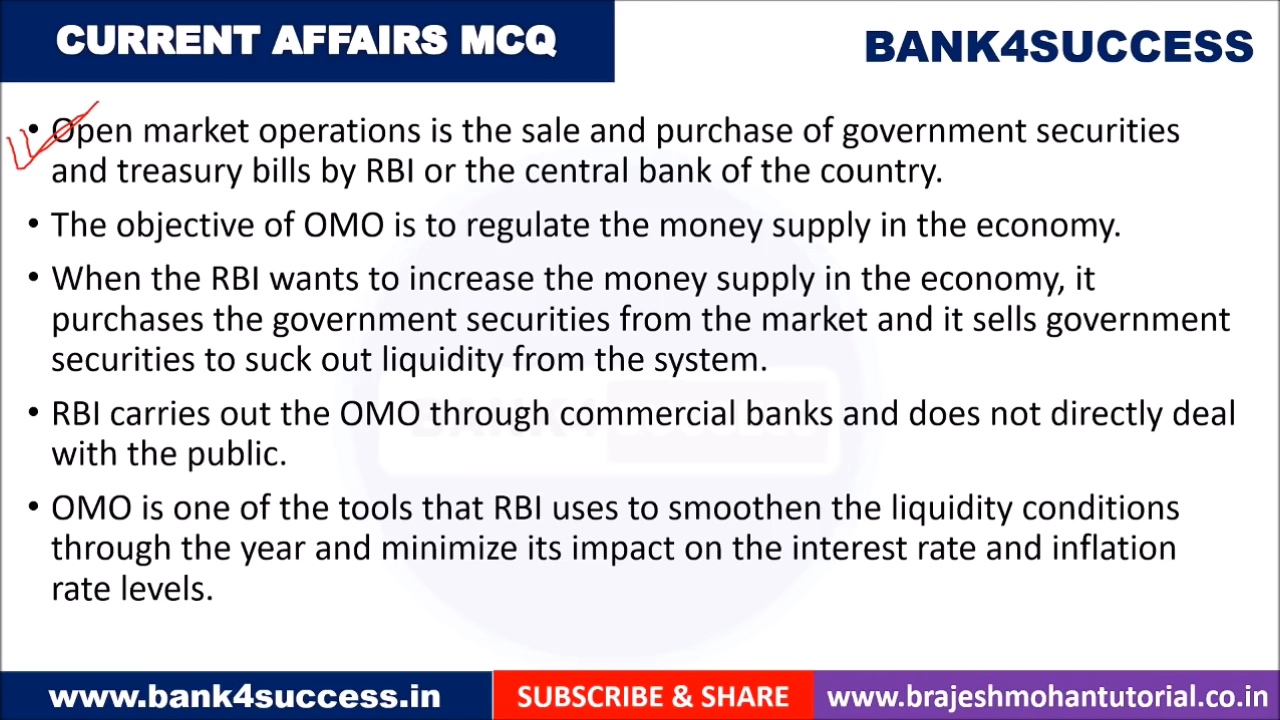 CURRENT AFFAIRS MCQ
BANK4SUCCESS
• Open market operations is the sale and purchase of government securities
and treasury bills by RBI or the central bank of the country.
• The objective of OMO is to regulate the money supply in the economy.
• When the RBI wants to increase the money supply in the economy, it
purchases the government securities from the market and it sells government
securities to suck out liquidity from the system.
• RBI carries out the OMO through commercial banks and does not directly deal
with the public.
• OMO is one of the tools that RBI uses to smoothen the liquidity conditions
through the year and minimize its impact on the interest rate and inflation
rate levels.
www.bank4success.in
SUBSCRIBE & SHARE
www.brajeshmohantutorial.co.in